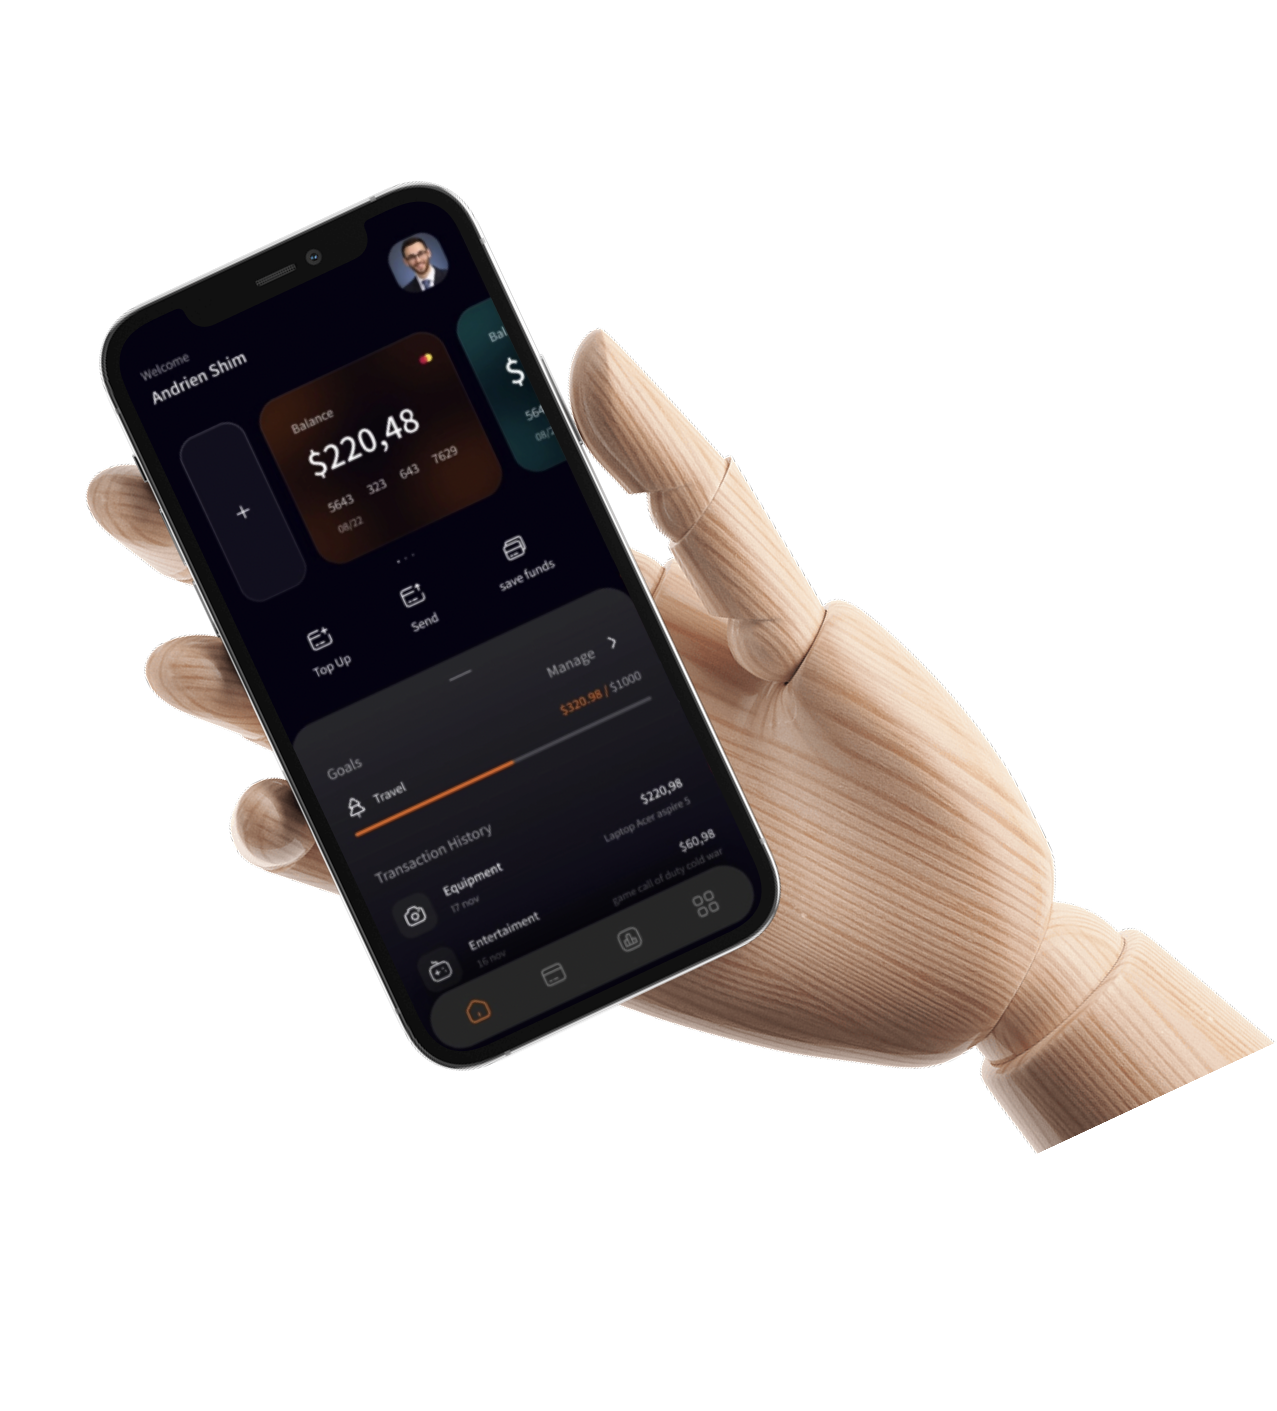 Welcome
Andrien Shim
Balance
$220,48
5643 323 643 7629
08/22
Bal
$
564
08/2
+
Top Up
Send
save funds
Goals
Manage
Travel
$320.98 / $1000
Transaction History
Equipment
17 nov
$220,98
Laptop Acer aspire 5
Entertaiment
16 nov
$60,98
game call of duty cold war